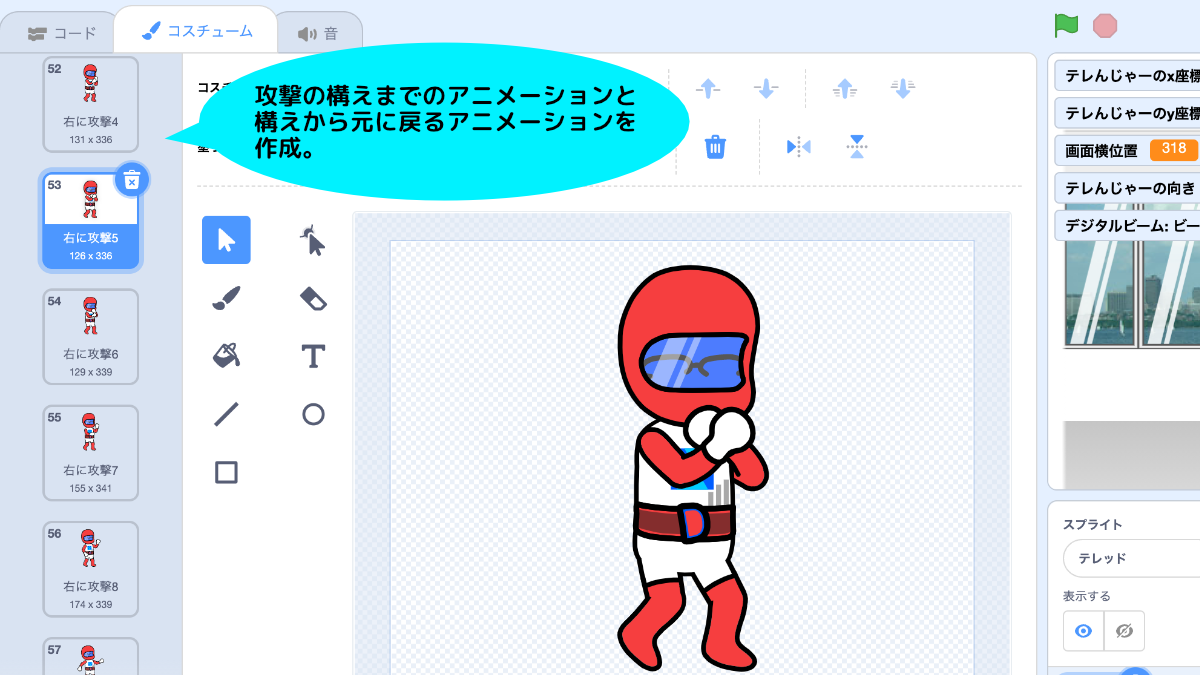 コード
コスチューム
音
攻撃の構えまでのアニメーションと
構えから元に戻るアニメーションを
作成。
52
右に攻撃4
131 x 336
53
右に攻撃5
126 x 336
54
右に攻撃6
129 x 339
55
右に攻撃7
155 x 341
56
右に攻撃8
174 x 339
57
コス
T
テレんじゃーのx座標
テレんじゃーのy座標
画面横位置 318
テレんじゃーの向き
デジタルビーム: ビー
スプライト
テレッド
表示する